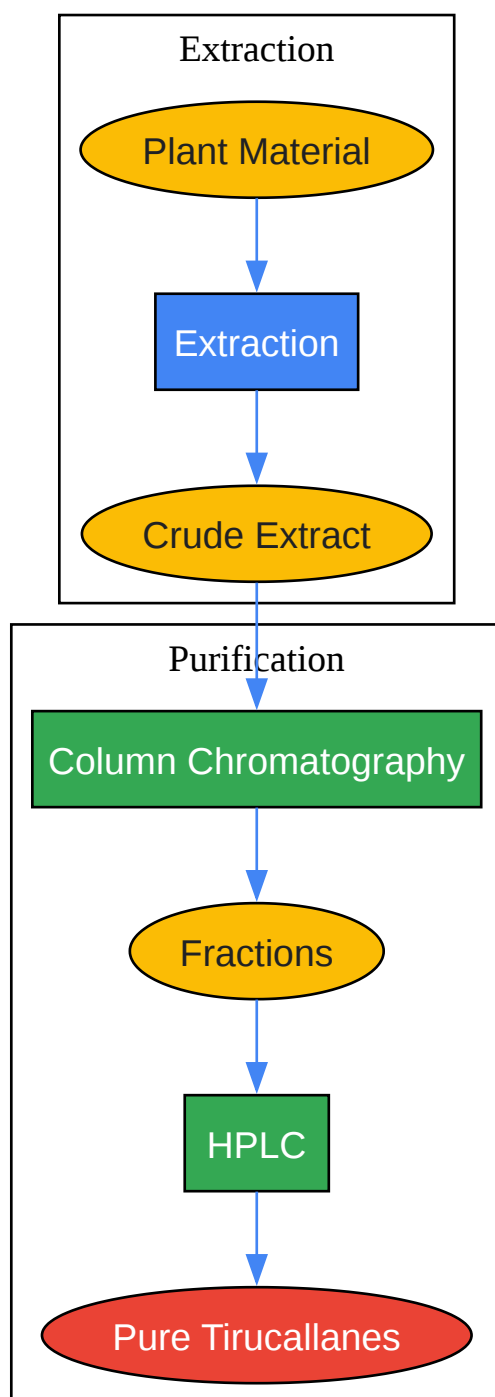 Extraction
Plant Material
Extraction
Crude Extract
Purification
Column Chromatography
Fractions
HPLC
Pure Tirucallanes